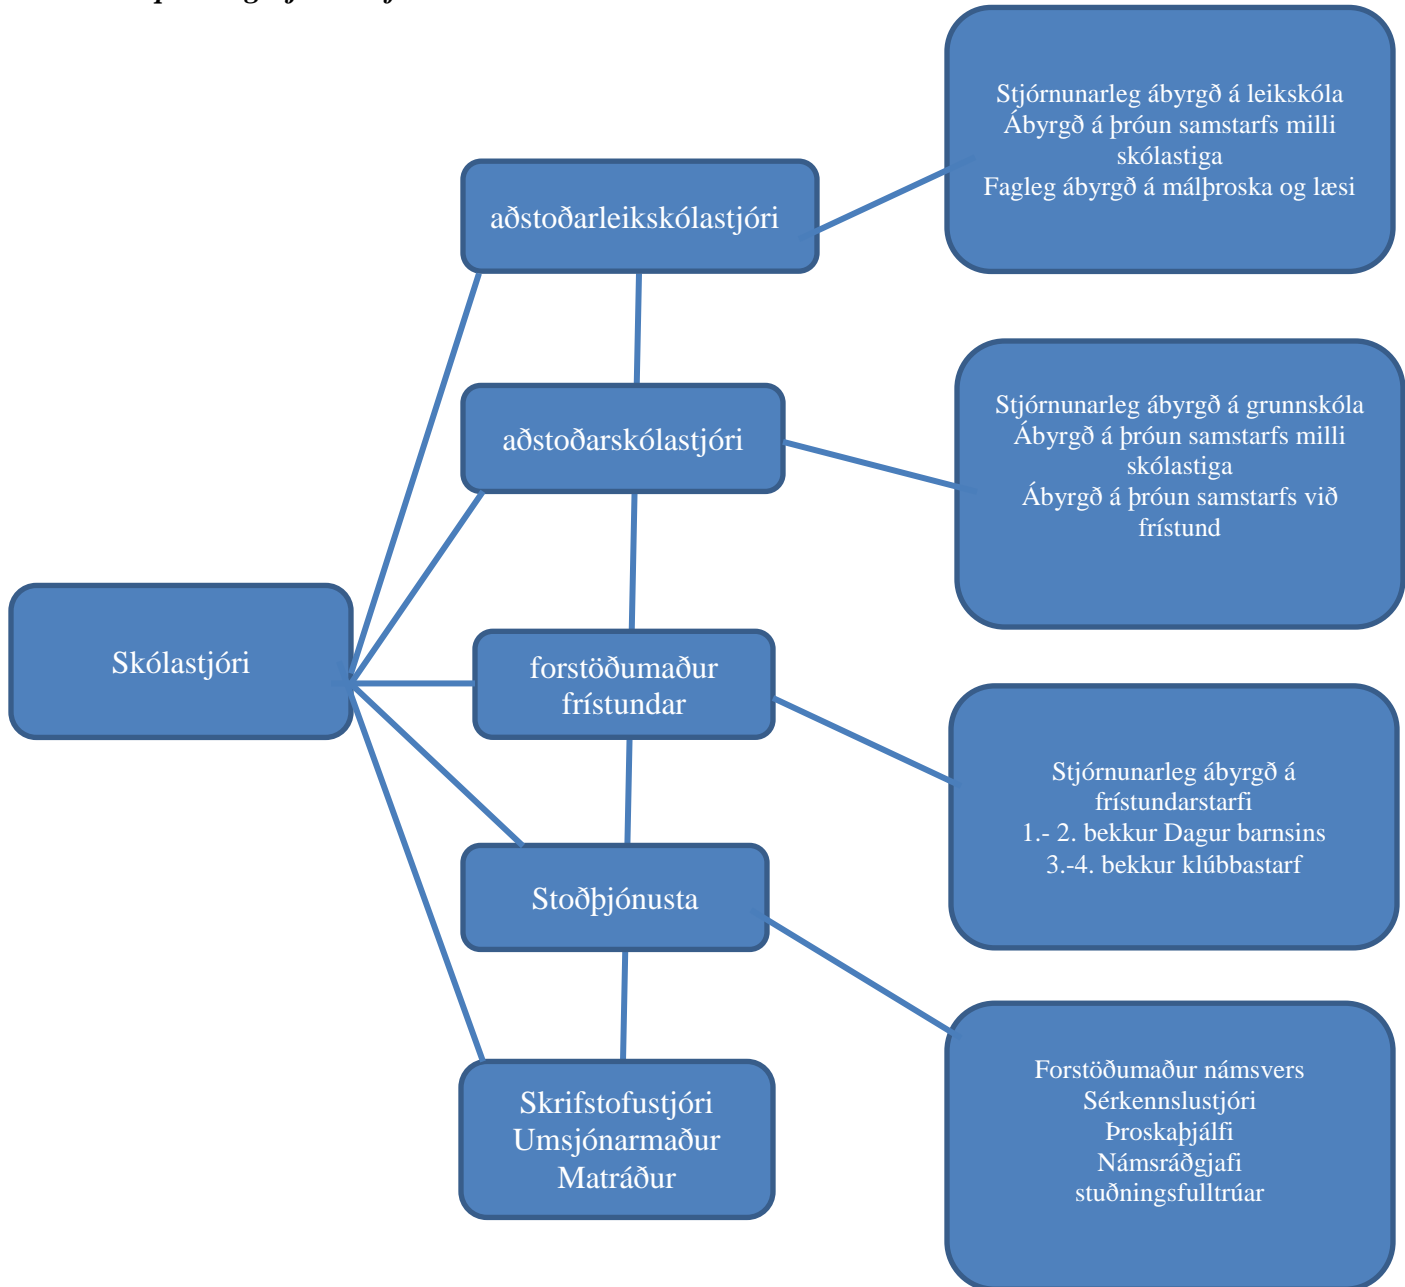 aðstoðarleikskólastjóri
Stjórnunarleg ábyrgð á leikskóla
Ábyrgð á þróun samstarfs milli
skólastiga
Fagleg ábyrgð á málþroska og læsi
aðstoðarskólastjóri
Stjórnunarleg ábyrgð á grunnskóla
Ábyrgð á þróun samstarfs milli
skólastiga
Ábyrgð á þróun samstarfs við
frístund
Skólastjóri
forstöðumaður
frístundar
Stjórnunarleg ábyrgð á
frístundarstarfi
1.- 2. bekkur Dagur barnsins
3.-4. bekkur klúbbastarf
Stoðþjónusta
Forstöðumaður námsvers
Sérkennslustjóri
Þroskaþjálfi
Námsráðgjafi
stuðningsfulltrúar
Skrifstofustjóri
Umsjónarmaður
Matráður